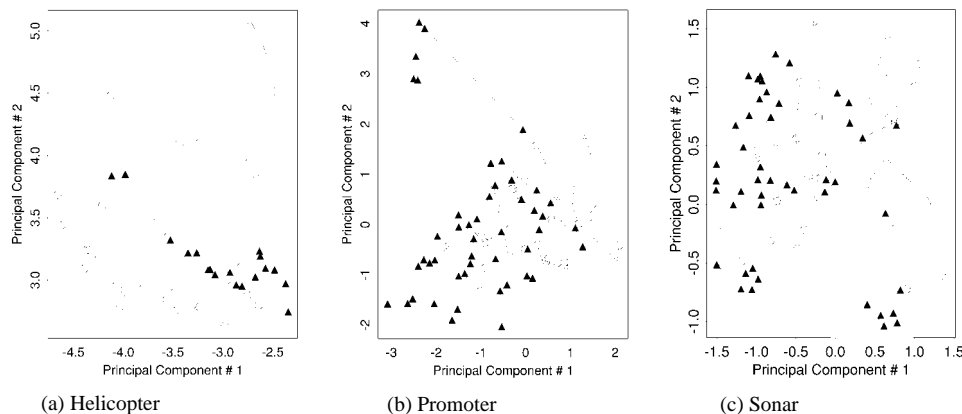 5.0
4.5
4.0
3.5
3.0
Principal Component # 2
-4.5 -4.0 -3.5 -3.0 -2.5
Principal Component # 1
(a) Helicopter
4
3
2
1
0
-1
-2
Principal Component # 2
-3 -2 -1 0 1 2
Principal Component # 1
(b) Promoter
1.5
1.0
0.5
0.0
-0.5
-1.0
Principal Component # 2
-1.5 -1.0 -0.5 0.0 0.5 1.0 1.5
Principal Component # 1
(c) Sonar